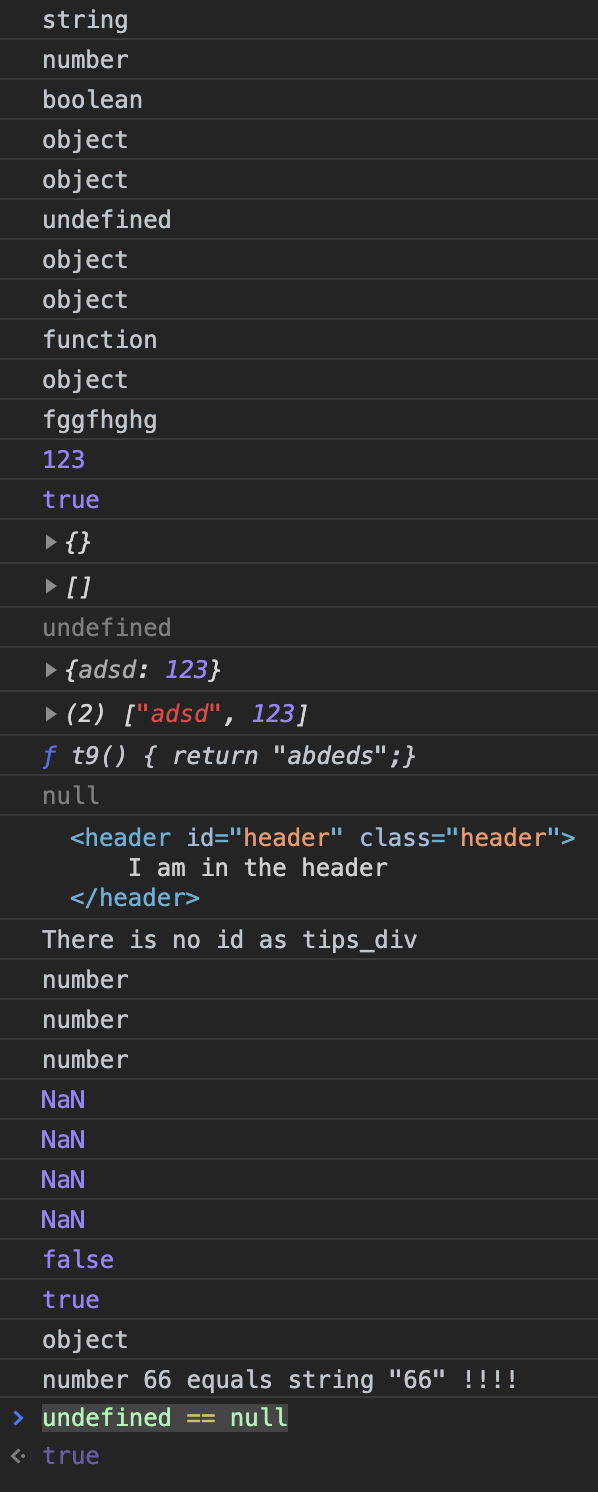 string
number
boolean
object
object
undefined
object
object
function
object
fggfhghg
123
true
▶{}
▶[]
undefined
▶{adsd: 123}
▶(2) ["adsd", 123]
ƒ t9() { return "abdeds";}
null
<header id="header" class="header">
I am in the header
</header>
There is no id as tips_div
number
number
number
NaN
NaN
NaN
NaN
false
true
object
number 66 equals string "66" !!!!
> undefined == null
<· true